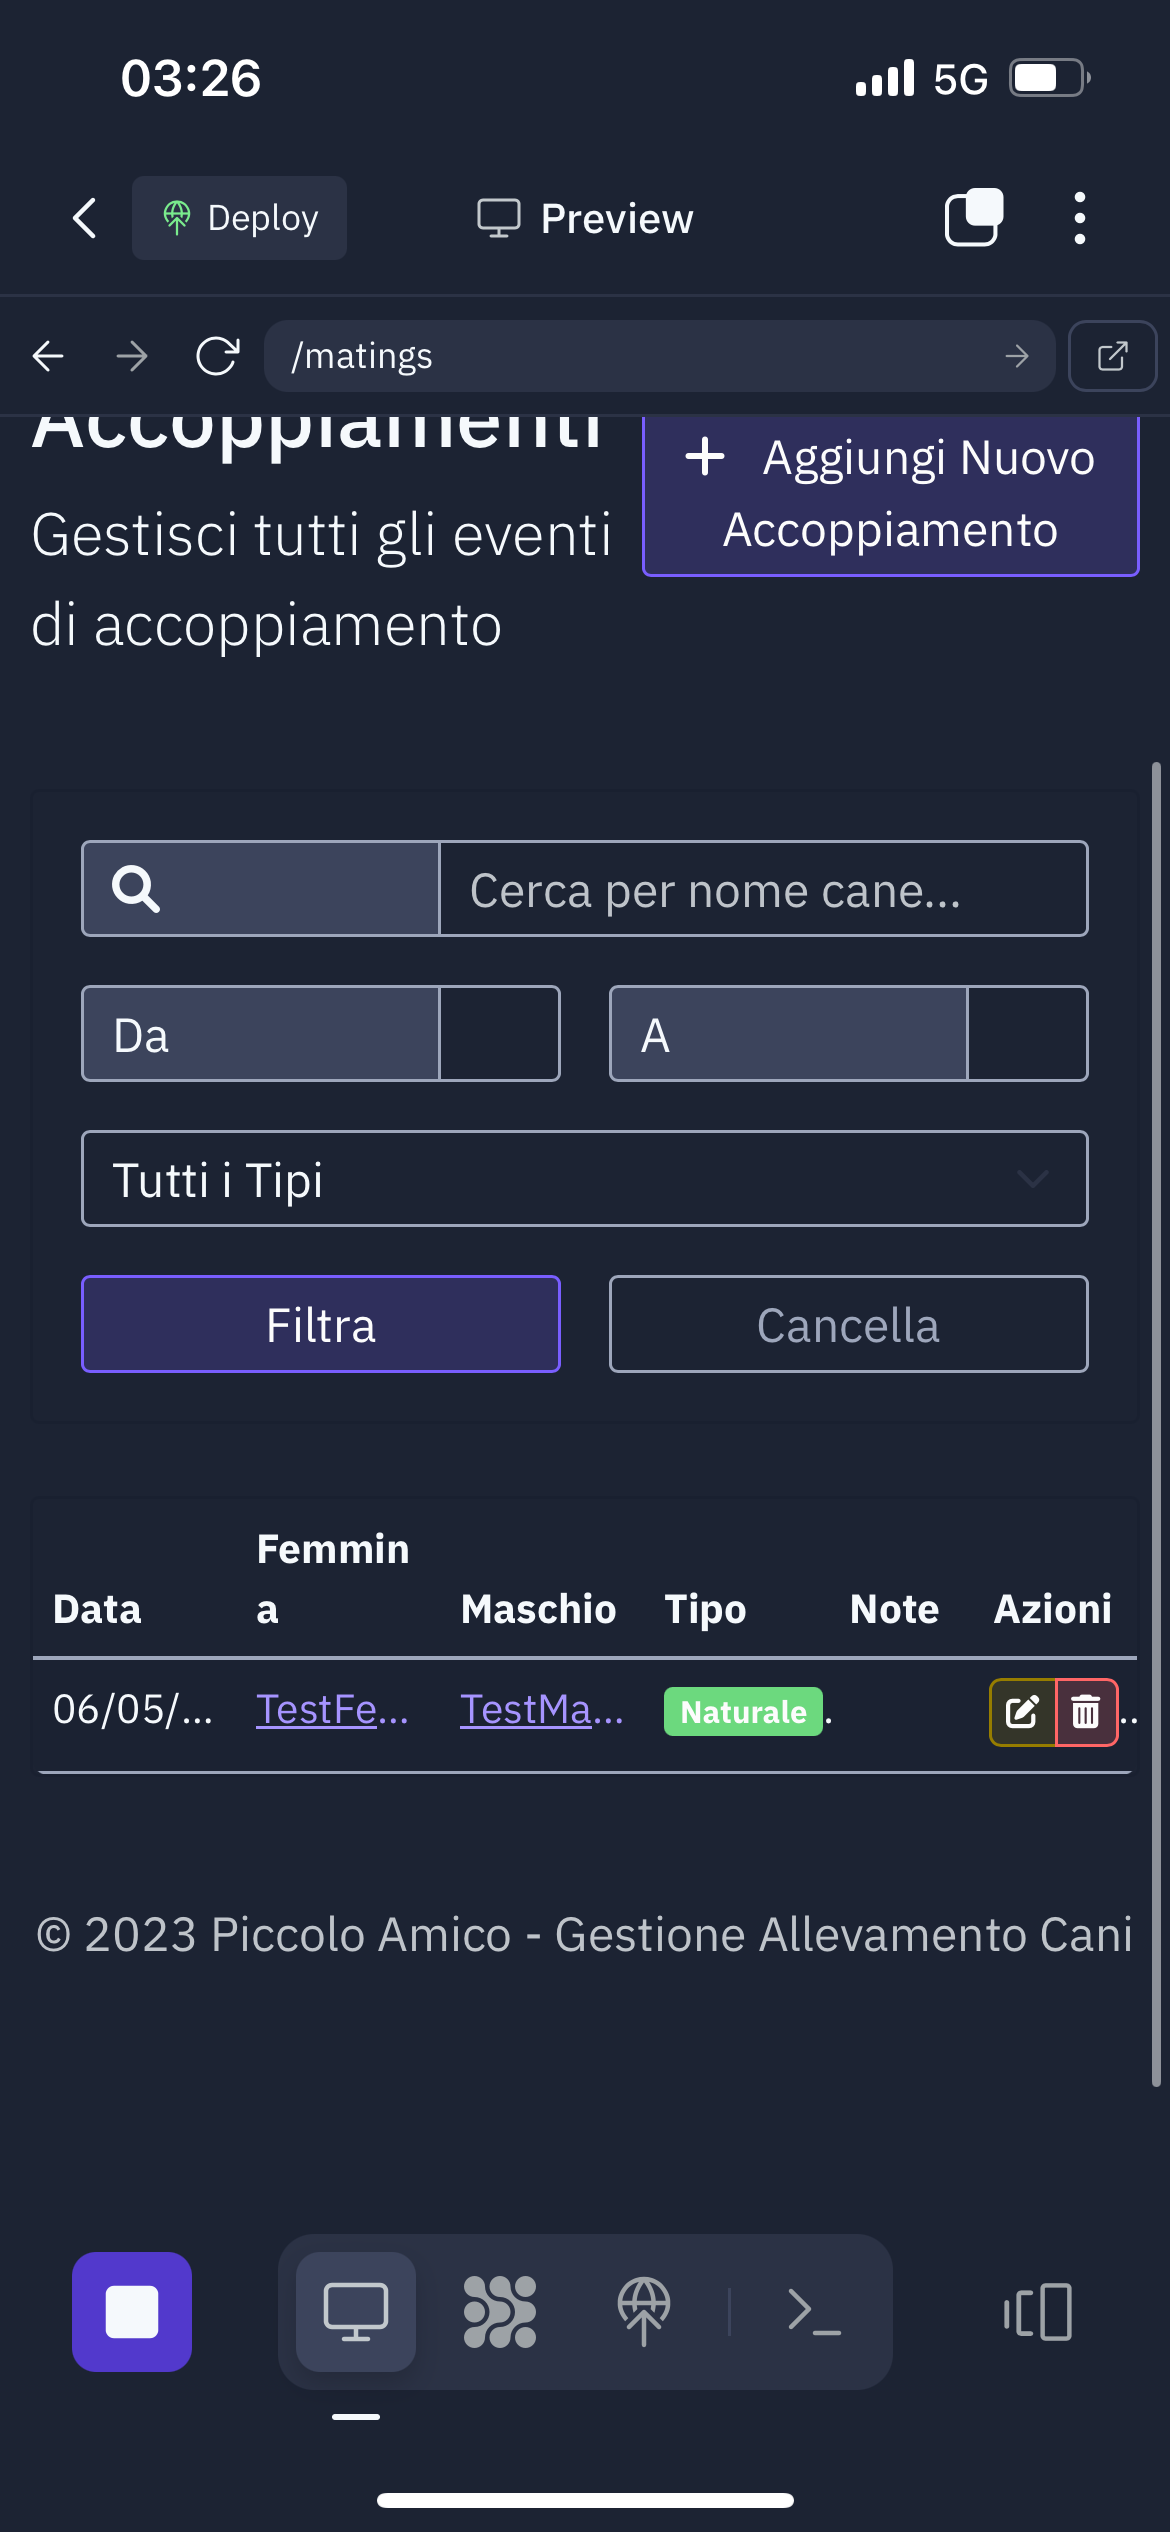 03:26 5G
Deploy Preview
/matings
Accoppiamenti
+ Aggiungi Nuovo
Accoppiamento
Gestisci tutti gli eventi
di accoppiamento
Cerca per nome cane...
Da A
Tutti i Tipi
Filtra Cancella
Femmin
Data a Maschio Tipo Note Azioni
06/05/... TestFe... TestMa... Naturale . ..
© 2023 Piccolo Amico - Gestione Allevamento Cani